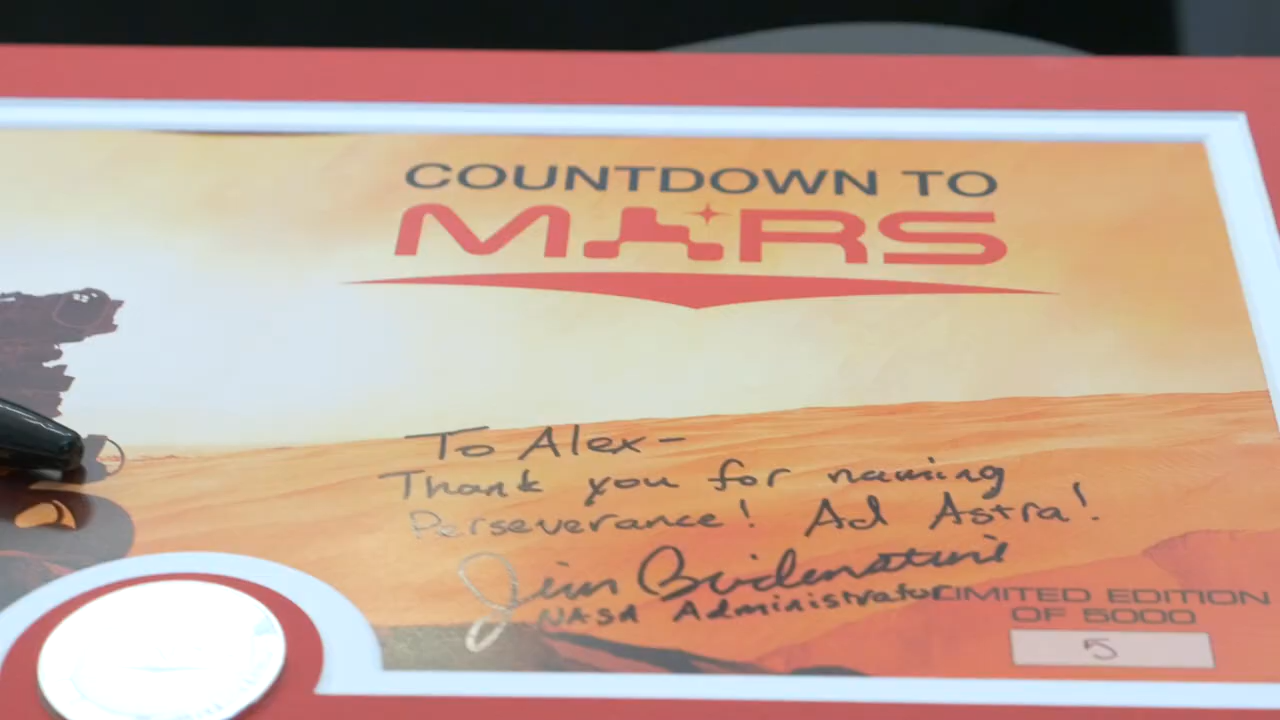 COUNTDOWN TO
MARS
To Alex-
Thank you for naming
Perseverance! Ad Astra!
Jim Bridenstine
NASA Administrator
LIMITED EDITION
OF 5000
5